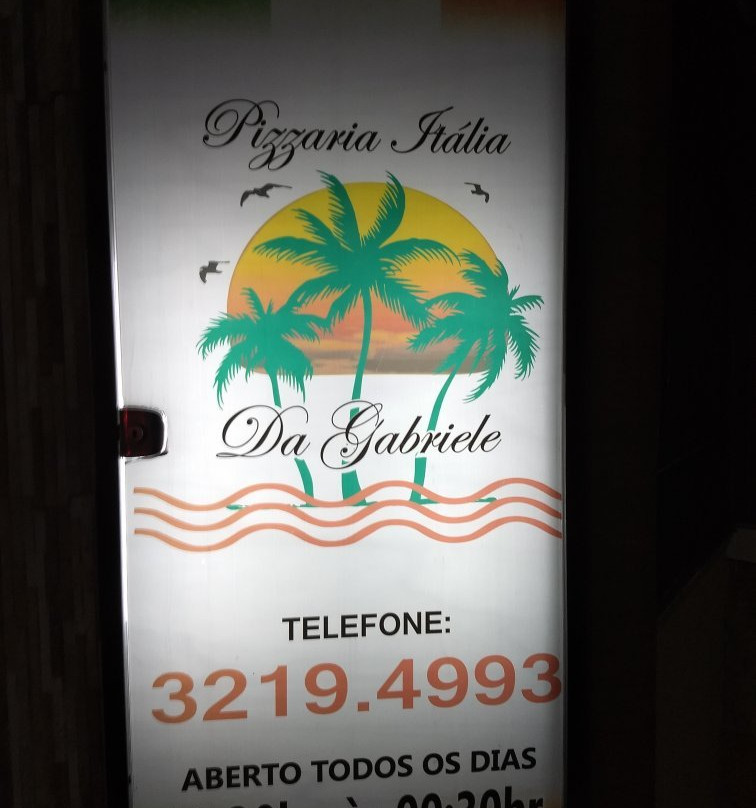 Pizzaria Itália
Da Gabriele
TELEFONE:
3219.4993
ABERTO TODOS OS DIAS